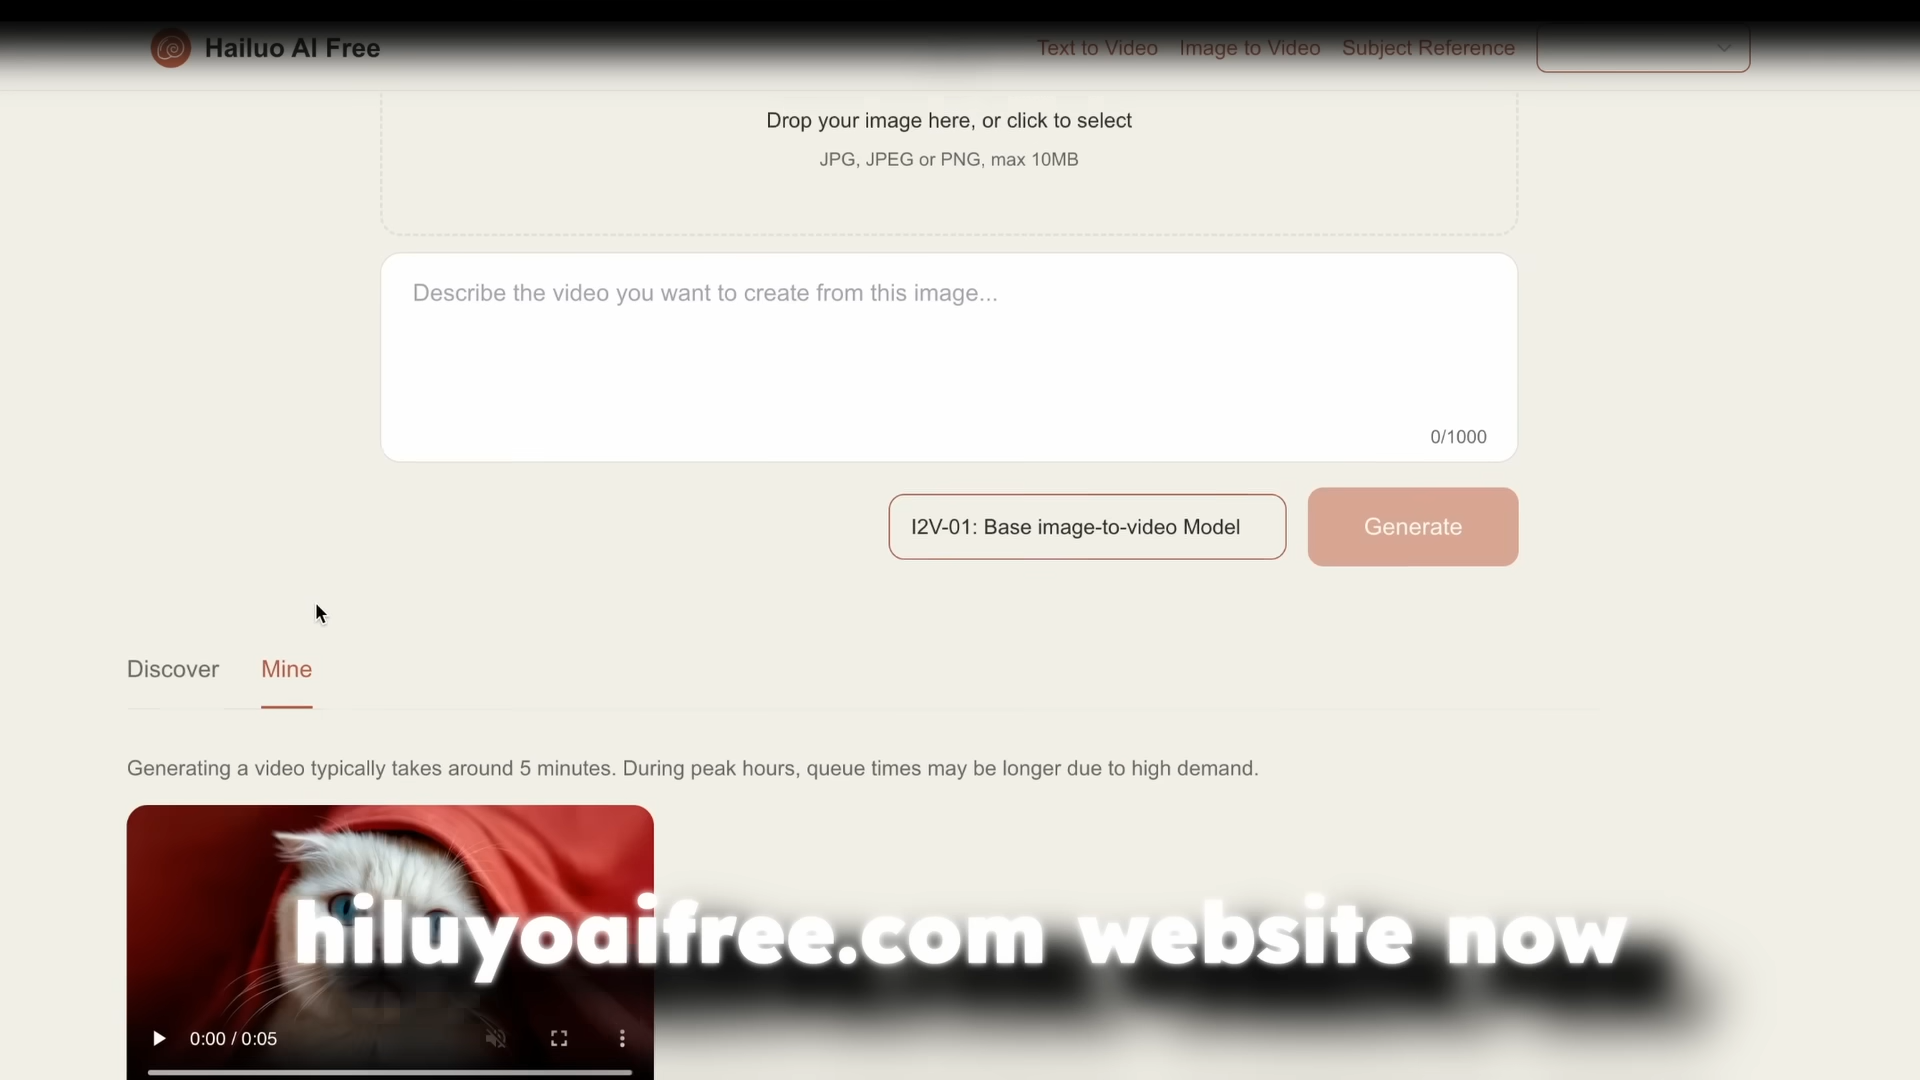 Hailuo AI Free
Text to Video Image to Video Subject Reference
Drop your image here, or click to select
JPG, JPEG or PNG, max 10MB
Describe the video you want to create from this image...
0/1000
I2V-01: Base image-to-video Model
Generate
Discover Mine
Generating a video typically takes around 5 minutes. During peak hours, queue times may be longer due to high demand.
hiluyoaifree.com website now
0:00 / 0:05